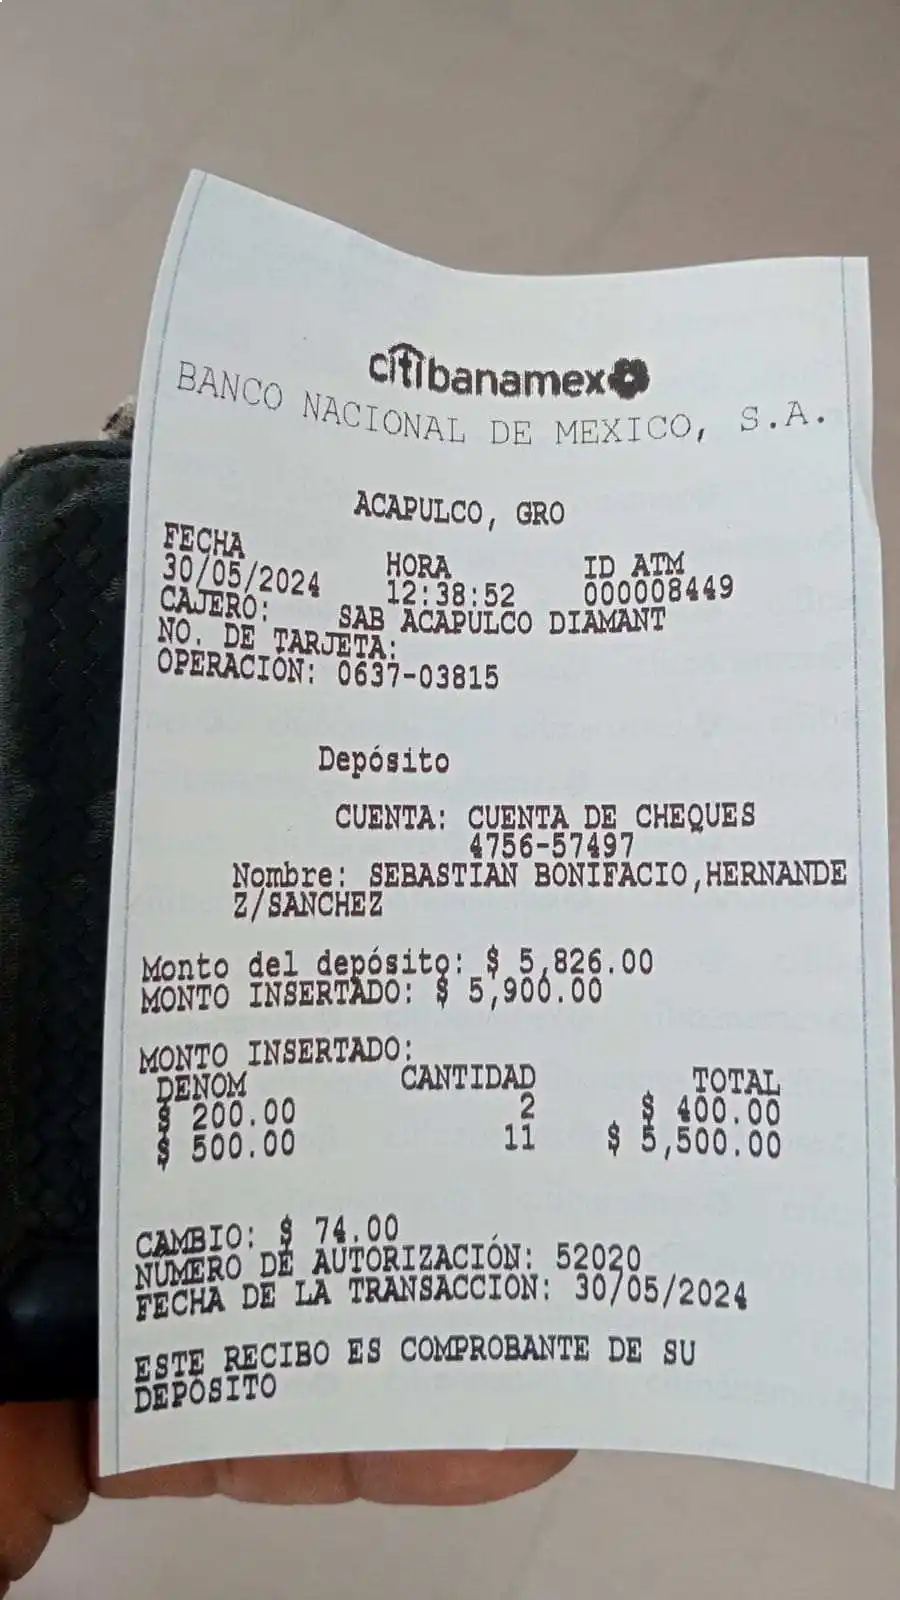 citibanamex
BANCO NACIONAL DE MEXICO, S.A.
ACAPULCO, GRO
FECHA HORA ID ATM
30/05/2024 12:38:52 000008449
CAJERO: SAB ACAPULCO DIAMANT
NO. DE TARJETA:
OPERACION: 0637-03815
Depósito
CUENTA: CUENTA DE CHEQUES
4756-57497
Nombre: SEBASTIAN BONIFACIO,HERNANDE
Z/SANCHEZ
Monto del depósito: $ 5,826.00
MONTO INSERTADO: $ 5,900.00
MONTO INSERTADO:
DENOM CANTIDAD TOTAL
$ 200.00 2 $ 400.00
$ 500.00 11 $ 5,500.00
CAMBIO: $ 74.00
NÚMERO DE AUTORIZACIÓN: 52020
FECHA DE LA TRANSACCION: 30/05/2024
ESTE RECIBO ES COMPROBANTE DE SU
DEPÓSITO